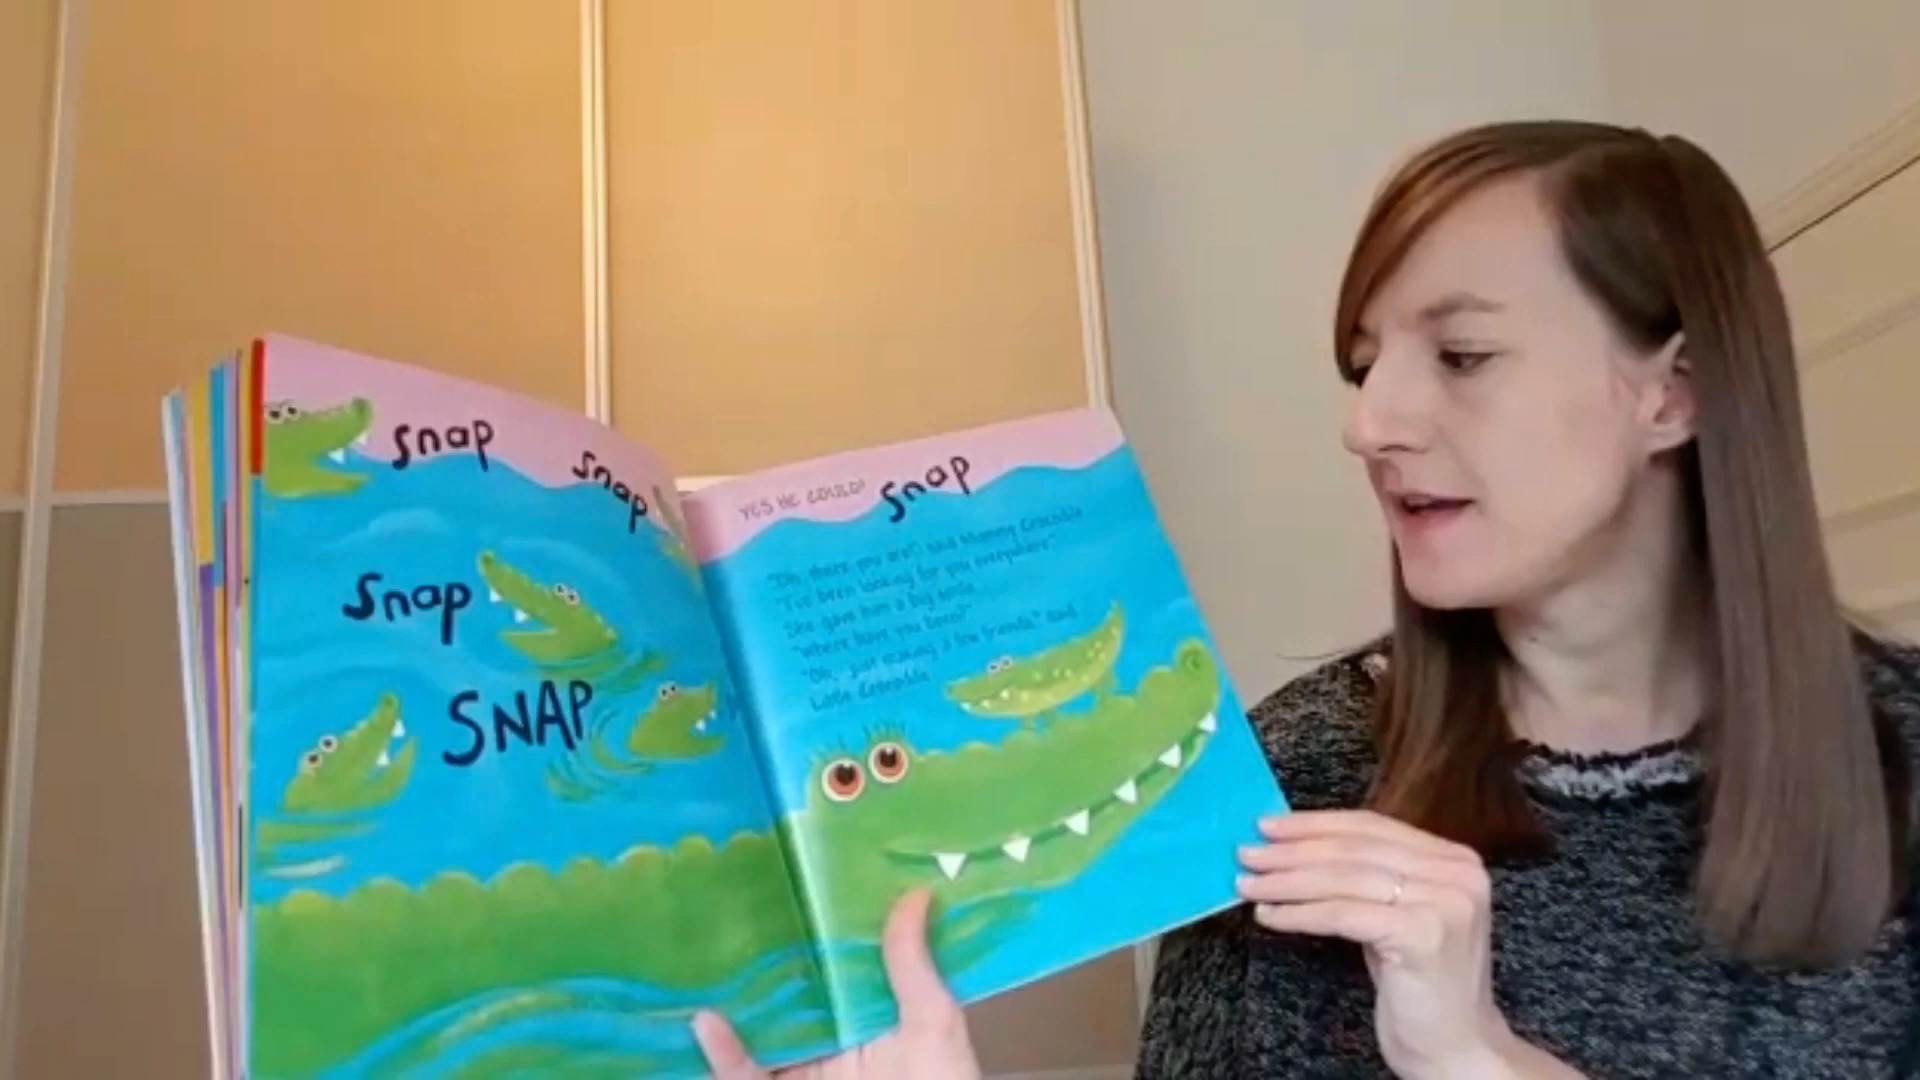 snap
snap
snap
SNAP
YES HE COULD!
snap
"Oh, there you are!" said Mummy Crocodile.
"I've been looking for you everywhere".
She gave him a big smile.
"Where have you been?"
"Oh, just making a few friends," said
Little Crocodile.